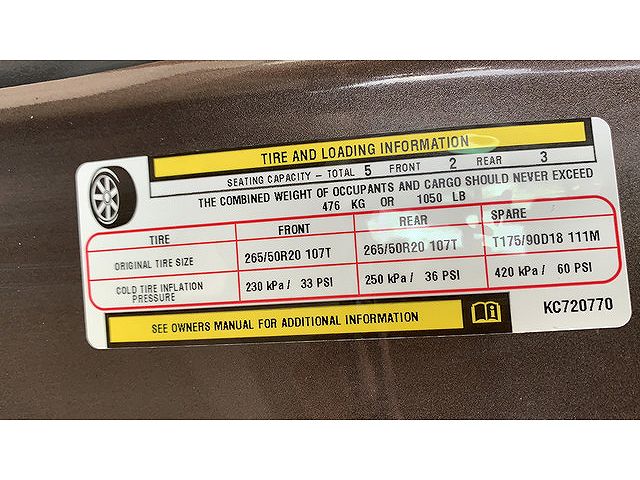 TIRE AND LOADING INFORMATION
SEATING CAPACITY - TOTAL 5 FRONT 2 REAR 3
THE COMBINED WEIGHT OF OCCUPANTS AND CARGO SHOULD NEVER EXCEED
476 KG OR 1050 LB
TIRE FRONT REAR SPARE
ORIGINAL TIRE SIZE 265/50R20 107T 265/50R20 107T T175/90D18 111M
COLD TIRE INFLATION PRESSURE 230 kPa / 33 PSI 250 kPa / 36 PSI 420 kPa / 60 PSI
SEE OWNERS MANUAL FOR ADDITIONAL INFORMATION
KC720770